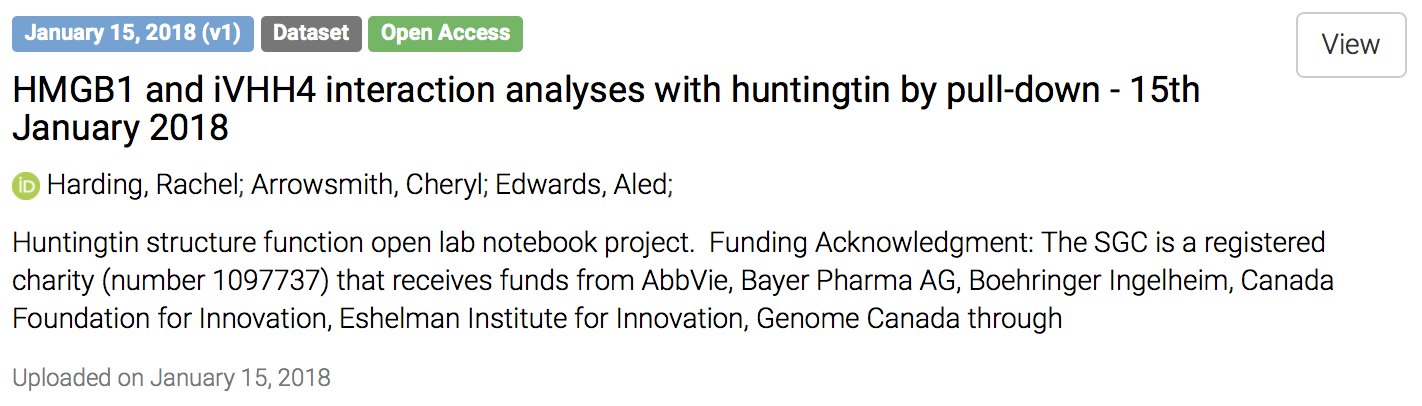 January 15, 2018 (v1) Dataset Open Access
View
HMGB1 and iVHH4 interaction analyses with huntingtin by pull-down - 15th
January 2018
iD Harding, Rachel; Arrowsmith, Cheryl; Edwards, Aled;
Huntingtin structure function open lab notebook project.  Funding Acknowledgment: The SGC is a registered
charity (number 1097737) that receives funds from AbbVie, Bayer Pharma AG, Boehringer Ingelheim, Canada
Foundation for Innovation, Eshelman Institute for Innovation, Genome Canada through
Uploaded on January 15, 2018